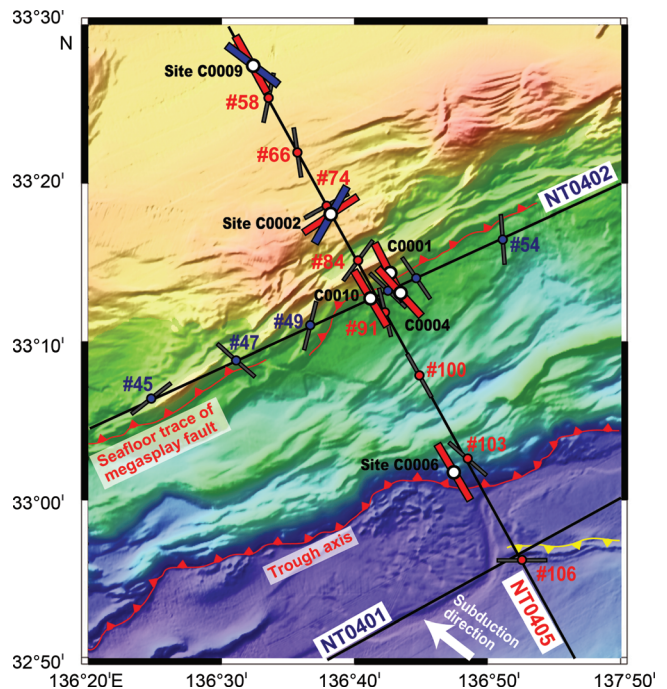 33°30'
N
Site C0009
#58
#66
33°20'
#74
NT0402
Site C0002
C0001
#54
#84
C0010
#49
#91
C0004
33°10'
#47
#100
#45
Seafloor trace of
megasplay fault
#103
Site C0006
33°00'
Trough axis
#106
NT0401
Subduction
direction
NT0405
32°50'
136°20'E
136°30'
136°40'
136°50'
137°50'